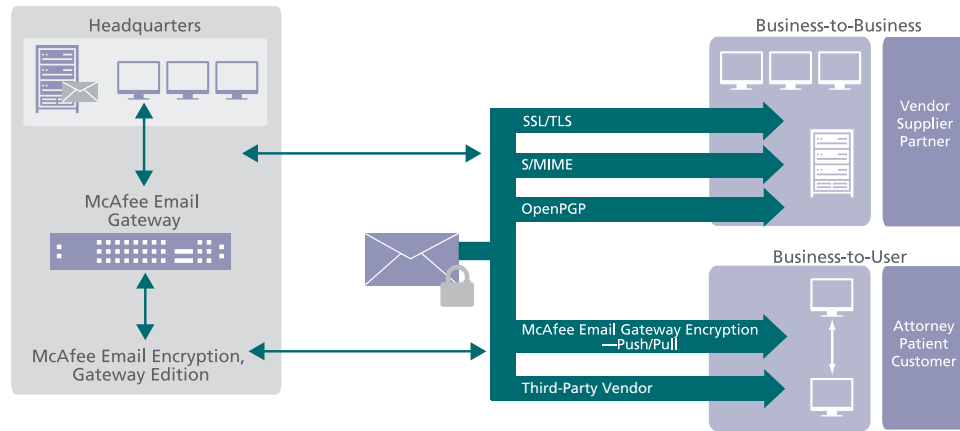 Headquarters
McAfee Email
Gateway
McAfee Email Encryption,
Gateway Edition
SSL/TLS
S/MIME
OpenPGP
McAfee Email Gateway Encryption
—Push/Pull
Third-Party Vendor
Business-to-Business
Vendor
Supplier
Partner
Business-to-User
Attorney
Patient
Customer